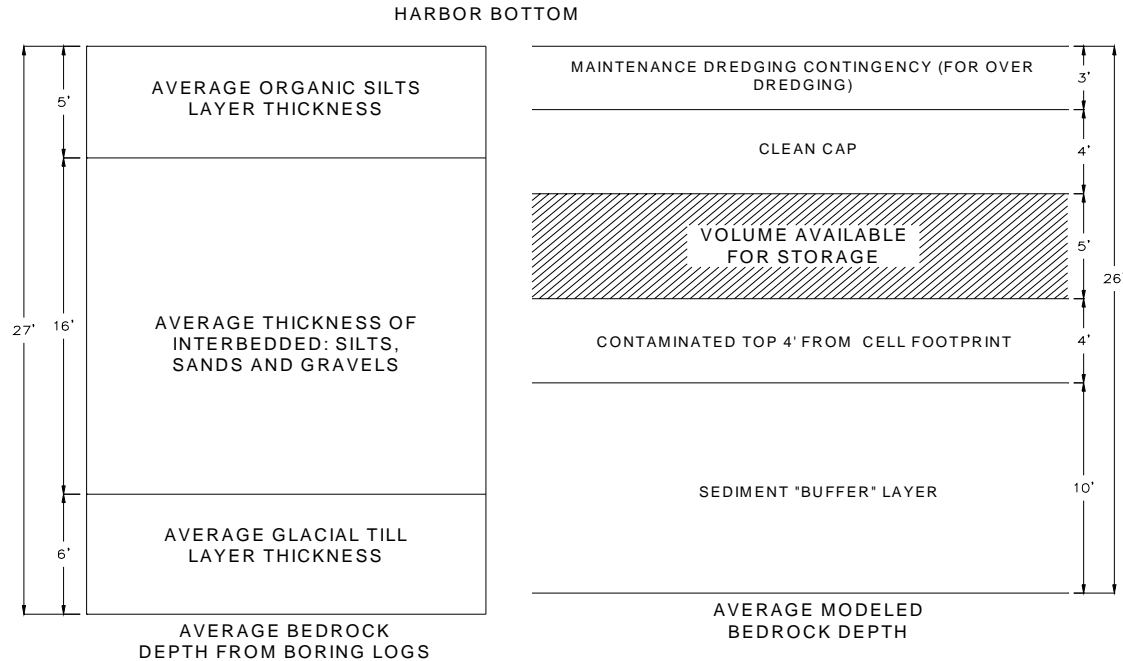 HARBOR BOTTOM
AVERAGE ORGANIC SILTS
LAYER THICKNESS
5'
16'
27'
AVERAGE THICKNESS OF
INTERBEDDED: SILTS,
SANDS AND GRAVELS
AVERAGE GLACIAL TILL
LAYER THICKNESS
6'
AVERAGE BEDROCK
DEPTH FROM BORING LOGS
MAINTENANCE DREDGING CONTINGENCY (FOR OVER
DREDGING)
3'
CLEAN CAP
4'
VOLUME AVAILABLE
FOR STORAGE
5'
26'
CONTAMINATED TOP 4' FROM CELL FOOTPRINT
4'
SEDIMENT "BUFFER" LAYER
10'
AVERAGE MODELED
BEDROCK DEPTH